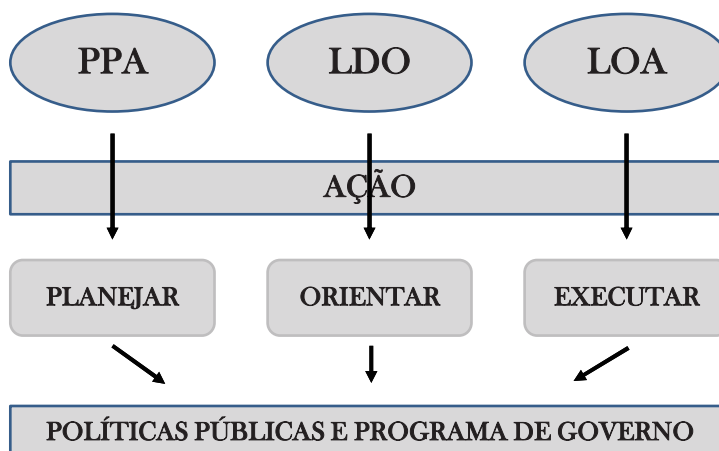 PPA LDO LOA
AÇÃO
PLANEJAR ORIENTAR EXECUTAR
POLÍTICAS PÚBLICAS E PROGRAMA DE GOVERNO